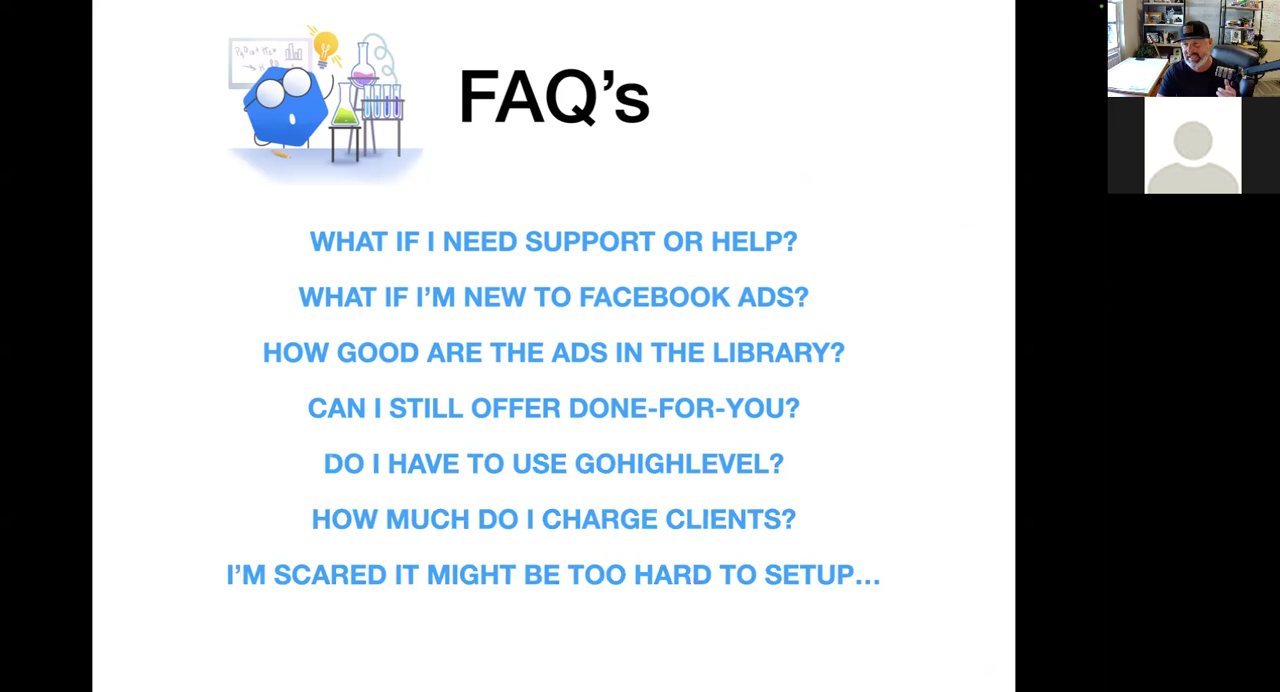 FAQ's
WHAT IF I NEED SUPPORT OR HELP?
WHAT IF I'M NEW TO FACEBOOK ADS?
HOW GOOD ARE THE ADS IN THE LIBRARY?
CAN I STILL OFFER DONE-FOR-YOU?
DO I HAVE TO USE GOHIGHLEVEL?
HOW MUCH DO I CHARGE CLIENTS?
I'M SCARED IT MIGHT BE TOO HARD TO SETUP...